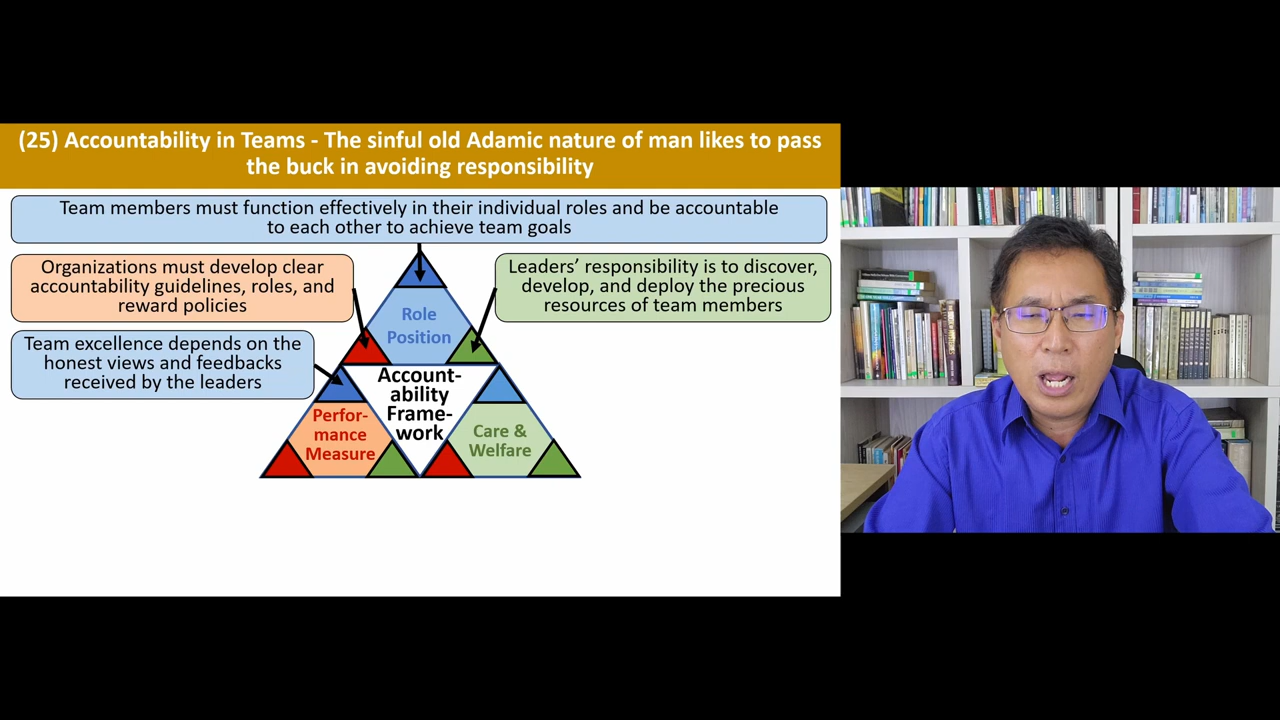 (25) Accountability in Teams - The sinful old Adamic nature of man likes to pass
the buck in avoiding responsibility
Team members must function effectively in their individual roles and be accountable
to each other to achieve team goals
Organizations must develop clear
accountability guidelines, roles, and
reward policies
Leaders’ responsibility is to discover,
develop, and deploy the precious
resources of team members
Team excellence depends on the
honest views and feedbacks
received by the leaders
Role
Position
Account-
ability
Frame-
work
Perfor-
mance
Measure
Care &
Welfare